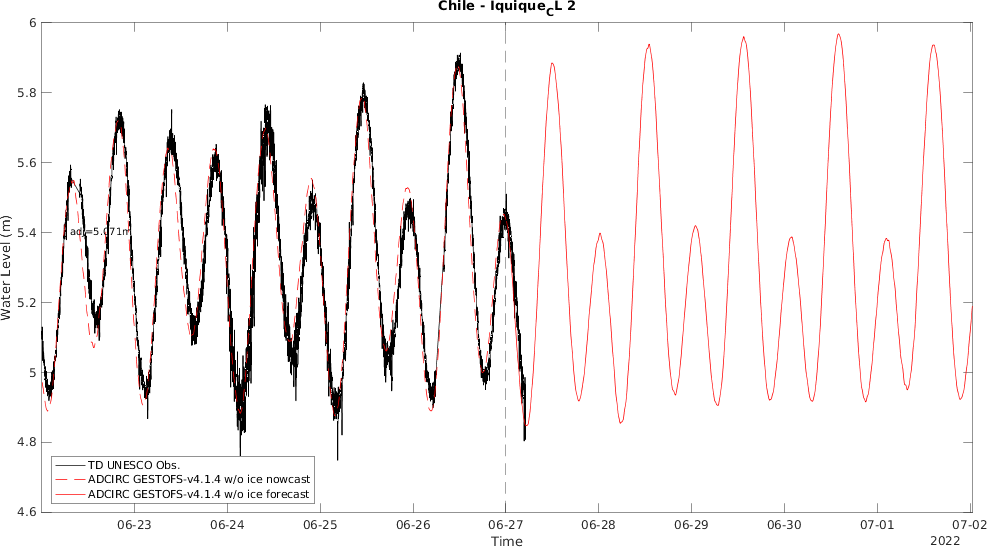 Chile - Iquique_CL 2
6
5.8
5.6
5.4
5.2
5
4.8
4.6
Water Level (m)
adj=5.071m
TD UNESCO Obs.
ADCIRC GESTOFS-v4.1.4 w/o ice nowcast
ADCIRC GESTOFS-v4.1.4 w/o ice forecast
06-23 06-24 06-25 06-26 06-27 06-28 06-29 06-30 07-01 07-02
Time
2022